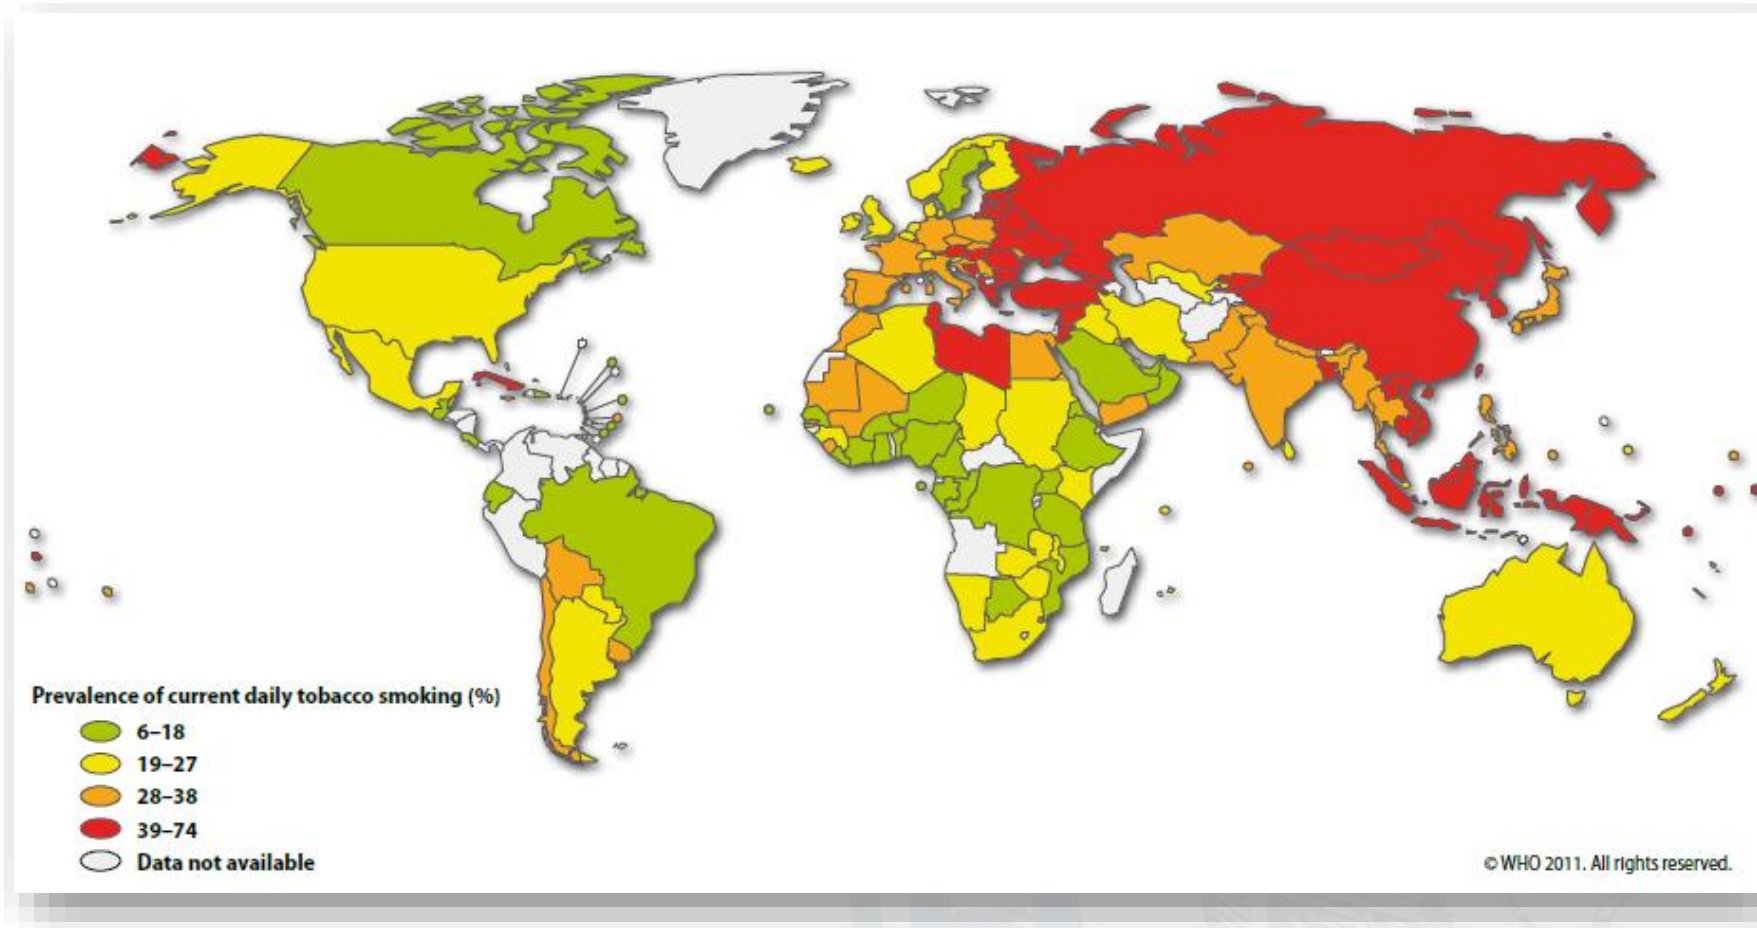 Prevalence of current daily tobacco smoking (%)
6–18
19–27
28–38
39–74
Data not available
© WHO 2011. All rights reserved.